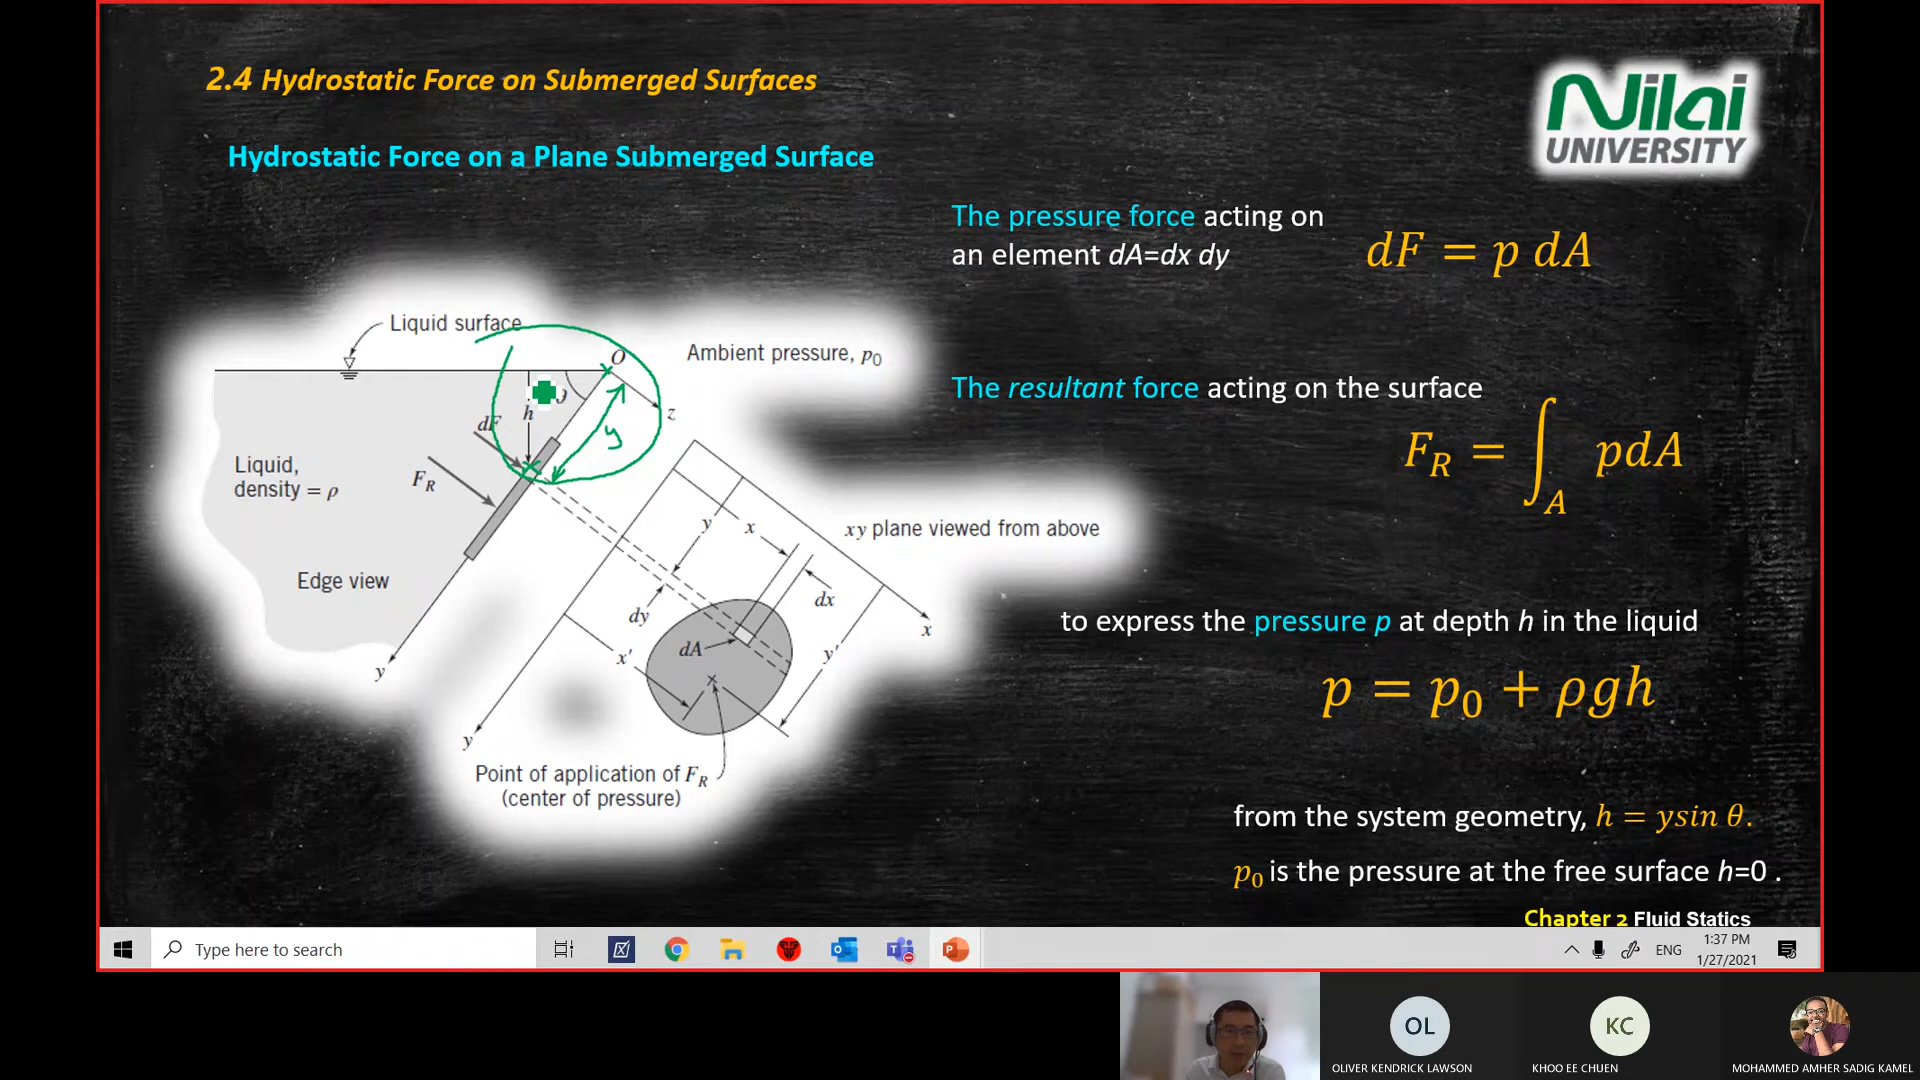 2.4 Hydrostatic Force on Submerged Surfaces
Nilai
UNIVERSITY
Hydrostatic Force on a Plane Submerged Surface
The pressure force acting on
an element dA=dx dy
dF = p dA
Liquid surface
O
Ambient pressure, p₀
θ
h
z
dF
y
F_R
Liquid,
density = ρ
Edge view
y
y
x
xy plane viewed from above
dx
dy
x
dA
x'
y'
y
Point of application of F_R
(center of pressure)
The resultant force acting on the surface
F_R = ∫_A pdA
to express the pressure p at depth h in the liquid
p = p₀ + ρgh
from the system geometry, h = ysin θ.
p₀ is the pressure at the free surface h=0 .
Chapter 2 Fluid Statics
Type here to search
ENG
1:37 PM
1/27/2021
OL
OLIVER KENDRICK LAWSON
KC
KHOO EE CHUEN
MOHAMMED AMHER SADIG KAMEL